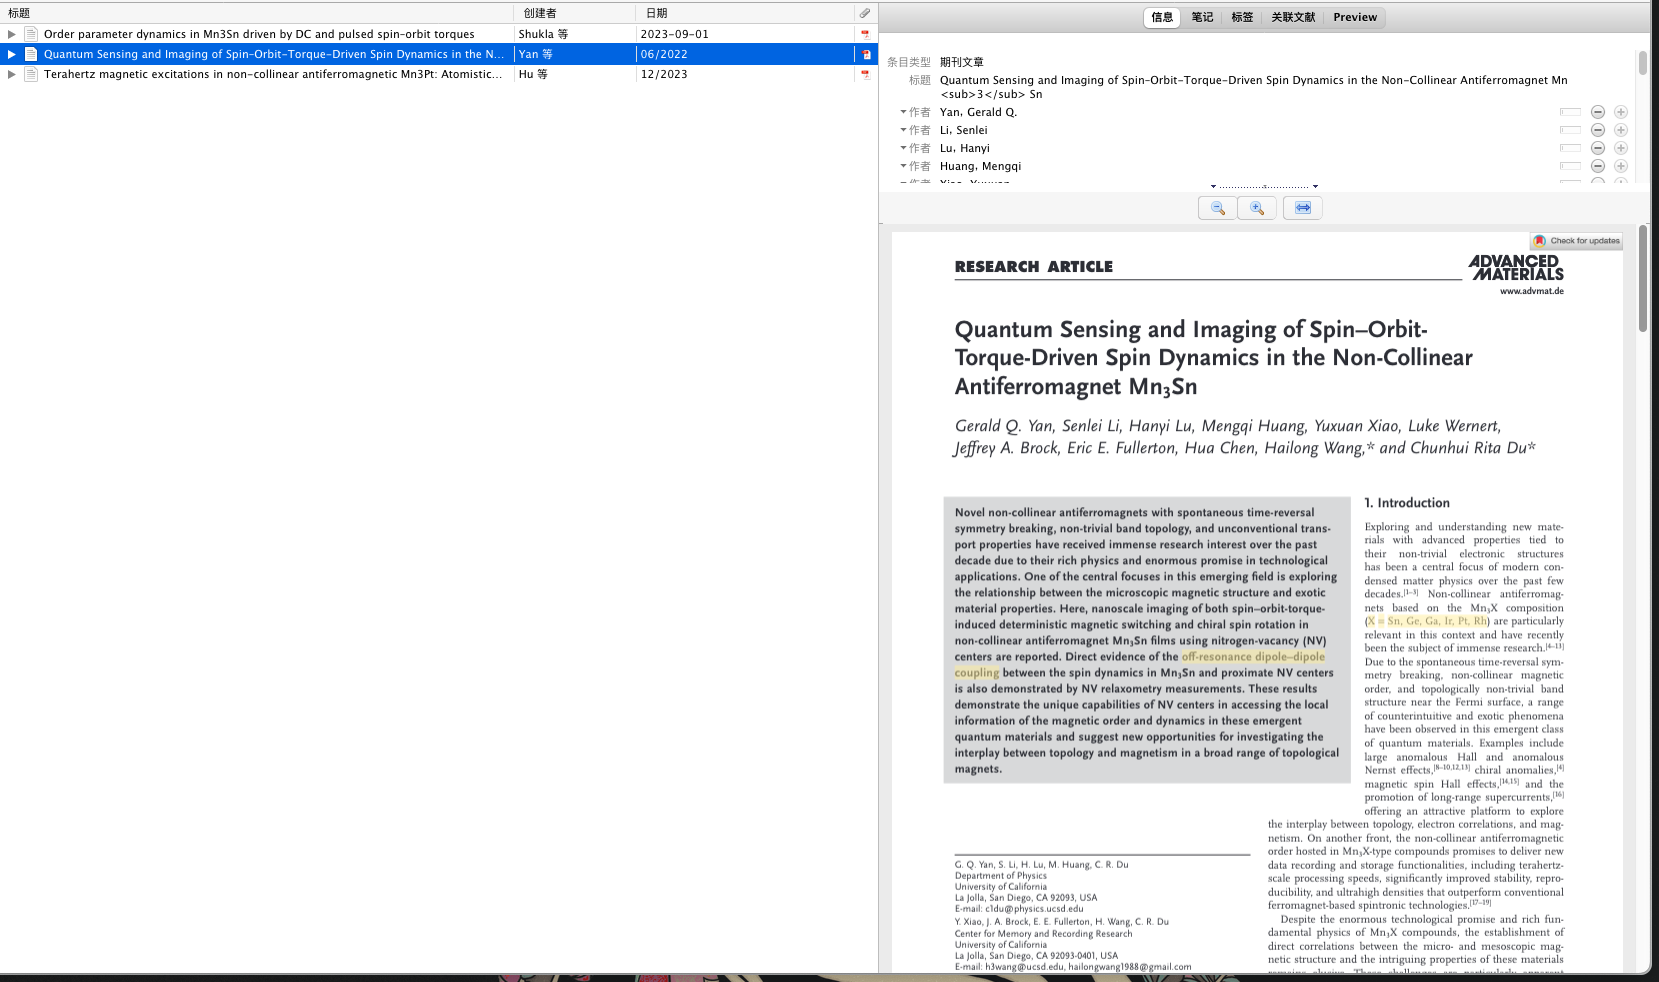 标题 创建者 日期
Order parameter dynamics in Mn3Sn driven by DC and pulsed spin-orbit torques Shukla 等 2023-09-01
Quantum Sensing and Imaging of Spin-Orbit-Torque-Driven Spin Dynamics in the N... Yan 等 06/2022
Terahertz magnetic excitations in non-collinear antiferromagnetic Mn3Pt: Atomistic... Hu 等 12/2023
信息 笔记 标签 关联文献 Preview
条目类型 期刊文章
标题 Quantum Sensing and Imaging of Spin-Orbit-Torque-Driven Spin Dynamics in the Non-Collinear Antiferromagnet Mn
<sub>3</sub> Sn
作者 Yan, Gerald Q.
作者 Li, Senlei
作者 Lu, Hanyi
作者 Huang, Mengqi
Check for updates
RESEARCH ARTICLE
ADVANCED
MATERIALS
www.advmat.de
Quantum Sensing and Imaging of Spin–Orbit-
Torque-Driven Spin Dynamics in the Non-Collinear
Antiferromagnet Mn₃Sn
Gerald Q. Yan, Senlei Li, Hanyi Lu, Mengqi Huang, Yuxuan Xiao, Luke Wernert,
Jeffrey A. Brock, Eric E. Fullerton, Hua Chen, Hailong Wang,* and Chunhui Rita Du*
Novel non-collinear antiferromagnets with spontaneous time-reversal
symmetry breaking, non-trivial band topology, and unconventional trans-
port properties have received immense research interest over the past
decade due to their rich physics and enormous promise in technological
applications. One of the central focuses in this emerging field is exploring
the relationship between the microscopic magnetic structure and exotic
material properties. Here, nanoscale imaging of both spin–orbit-torque-
induced deterministic magnetic switching and chiral spin rotation in
non-collinear antiferromagnet Mn₃Sn films using nitrogen-vacancy (NV)
centers are reported. Direct evidence of the off-resonance dipole–dipole
coupling between the spin dynamics in Mn₃Sn and proximate NV centers
is also demonstrated by NV relaxometry measurements. These results
demonstrate the unique capabilities of NV centers in accessing the local
information of the magnetic order and dynamics in these emergent
quantum materials and suggest new opportunities for investigating the
interplay between topology and magnetism in a broad range of topological
magnets.
1. Introduction
Exploring and understanding new mate-
rials with advanced properties tied to
their non-trivial electronic structures
has been a central focus of modern con-
densed matter physics over the past few
decades.[1–3] Non-collinear antiferromag-
nets based on the Mn₃X composition
(X = Sn, Ge, Ga, Ir, Pt, Rh) are particularly
relevant in this context and have recently
been the subject of immense research.[4–13]
Due to the spontaneous time-reversal sym-
metry breaking, non-collinear magnetic
order, and topologically non-trivial band
structure near the Fermi surface, a range
of counterintuitive and exotic phenomena
have been observed in this emergent class
of quantum materials. Examples include
large anomalous Hall and anomalous
Nernst effects,[8–10,12,13] chiral anomalies,[4]
magnetic spin Hall effects,[14,15] and the
promotion of long-range supercurrents,[16]
offering an attractive platform to explore
the interplay between topology, electron correlations, and mag-
netism. On another front, the non-collinear antiferromagnetic
order hosted in Mn₃X-type compounds promises to deliver new
data recording and storage functionalities, including terahertz-
scale processing speeds, significantly improved stability, repro-
ducibility, and ultrahigh densities that outperform conventional
ferromagnet-based spintronic technologies.[17–19]
Despite the enormous technological promise and rich fun-
damental physics of Mn₃X compounds, the establishment of
direct correlations between the micro- and mesoscopic mag-
netic structure and the intriguing properties of these materials
G. Q. Yan, S. Li, H. Lu, M. Huang, C. R. Du
Department of Physics
University of California
La Jolla, San Diego, CA 92093, USA
E-mail: c1du@physics.ucsd.edu
Y. Xiao, J. A. Brock, E. E. Fullerton, H. Wang, C. R. Du
Center for Memory and Recording Research
University of California
La Jolla, San Diego, CA 92093-0401, USA
E-mail: h3wang@ucsd.edu, hailongwang1988@gmail.com